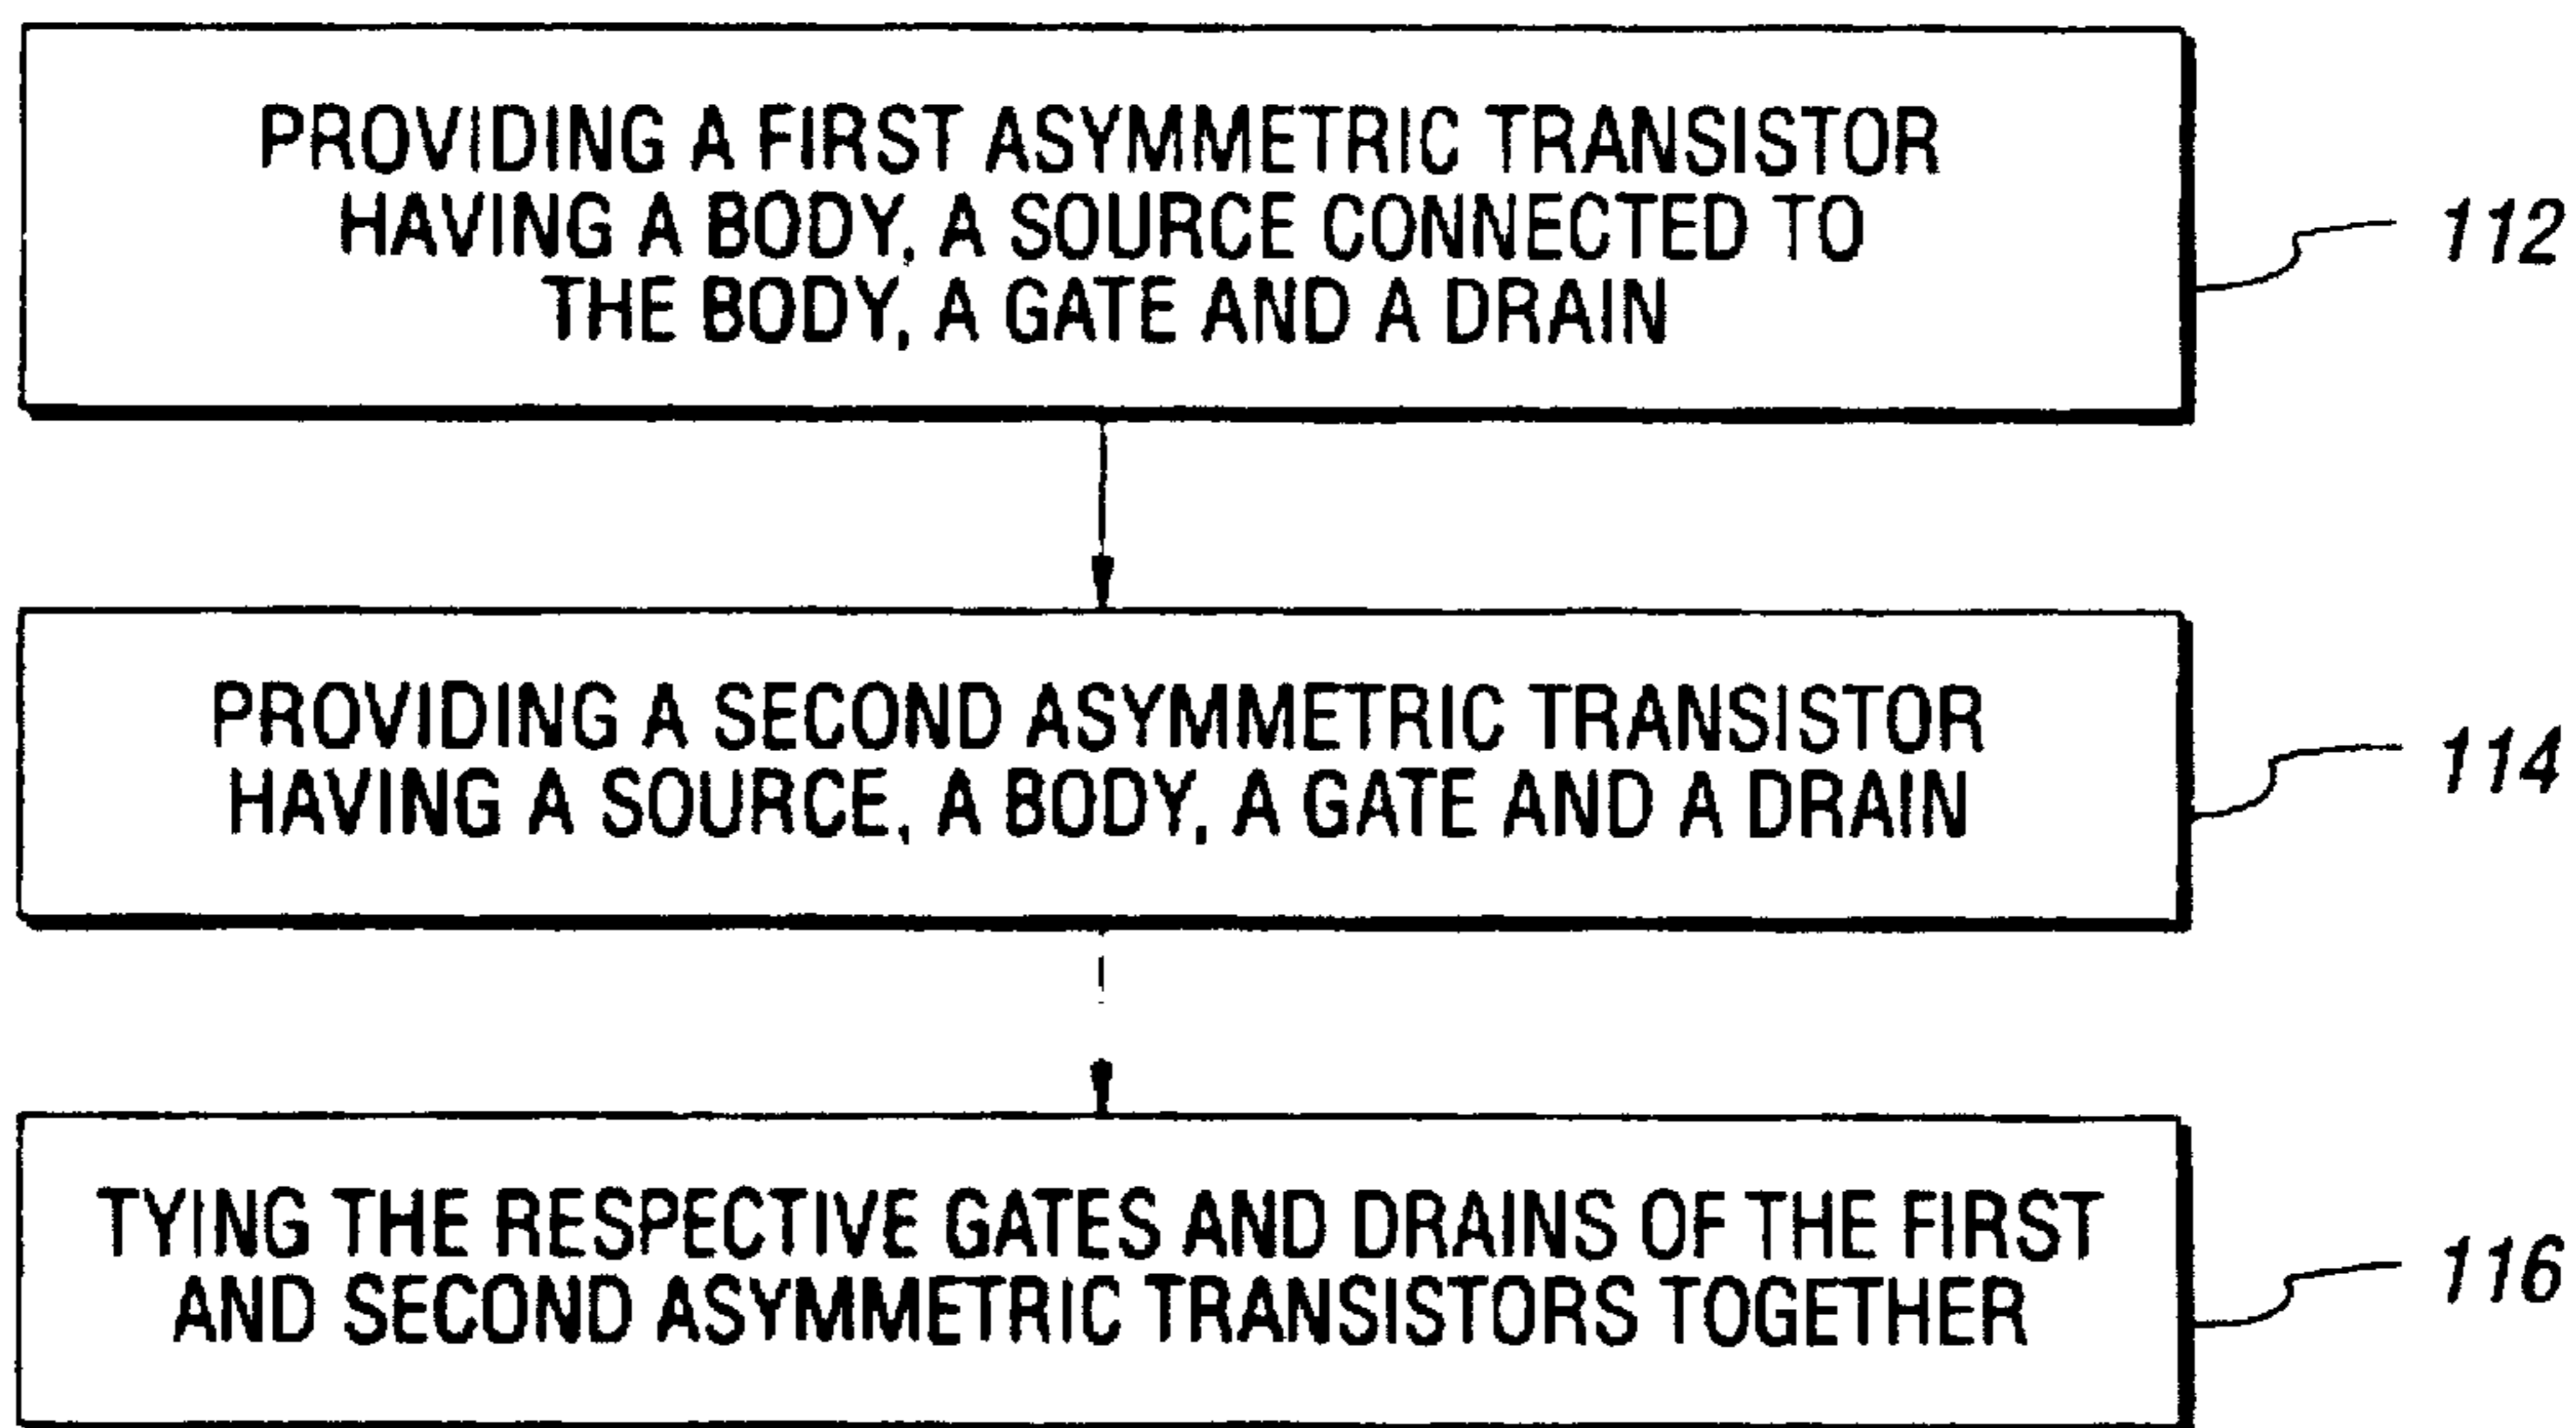 PROVIDING A FIRST ASYMMETRIC TRANSISTOR
HAVING A BODY, A SOURCE CONNECTED TO
THE BODY, A GATE AND A DRAIN
112
PROVIDING A SECOND ASYMMETRIC TRANSISTOR
HAVING A SOURCE, A BODY, A GATE AND A DRAIN
114
TYING THE RESPECTIVE GATES AND DRAINS OF THE FIRST
AND SECOND ASYMMETRIC TRANSISTORS TOGETHER
116